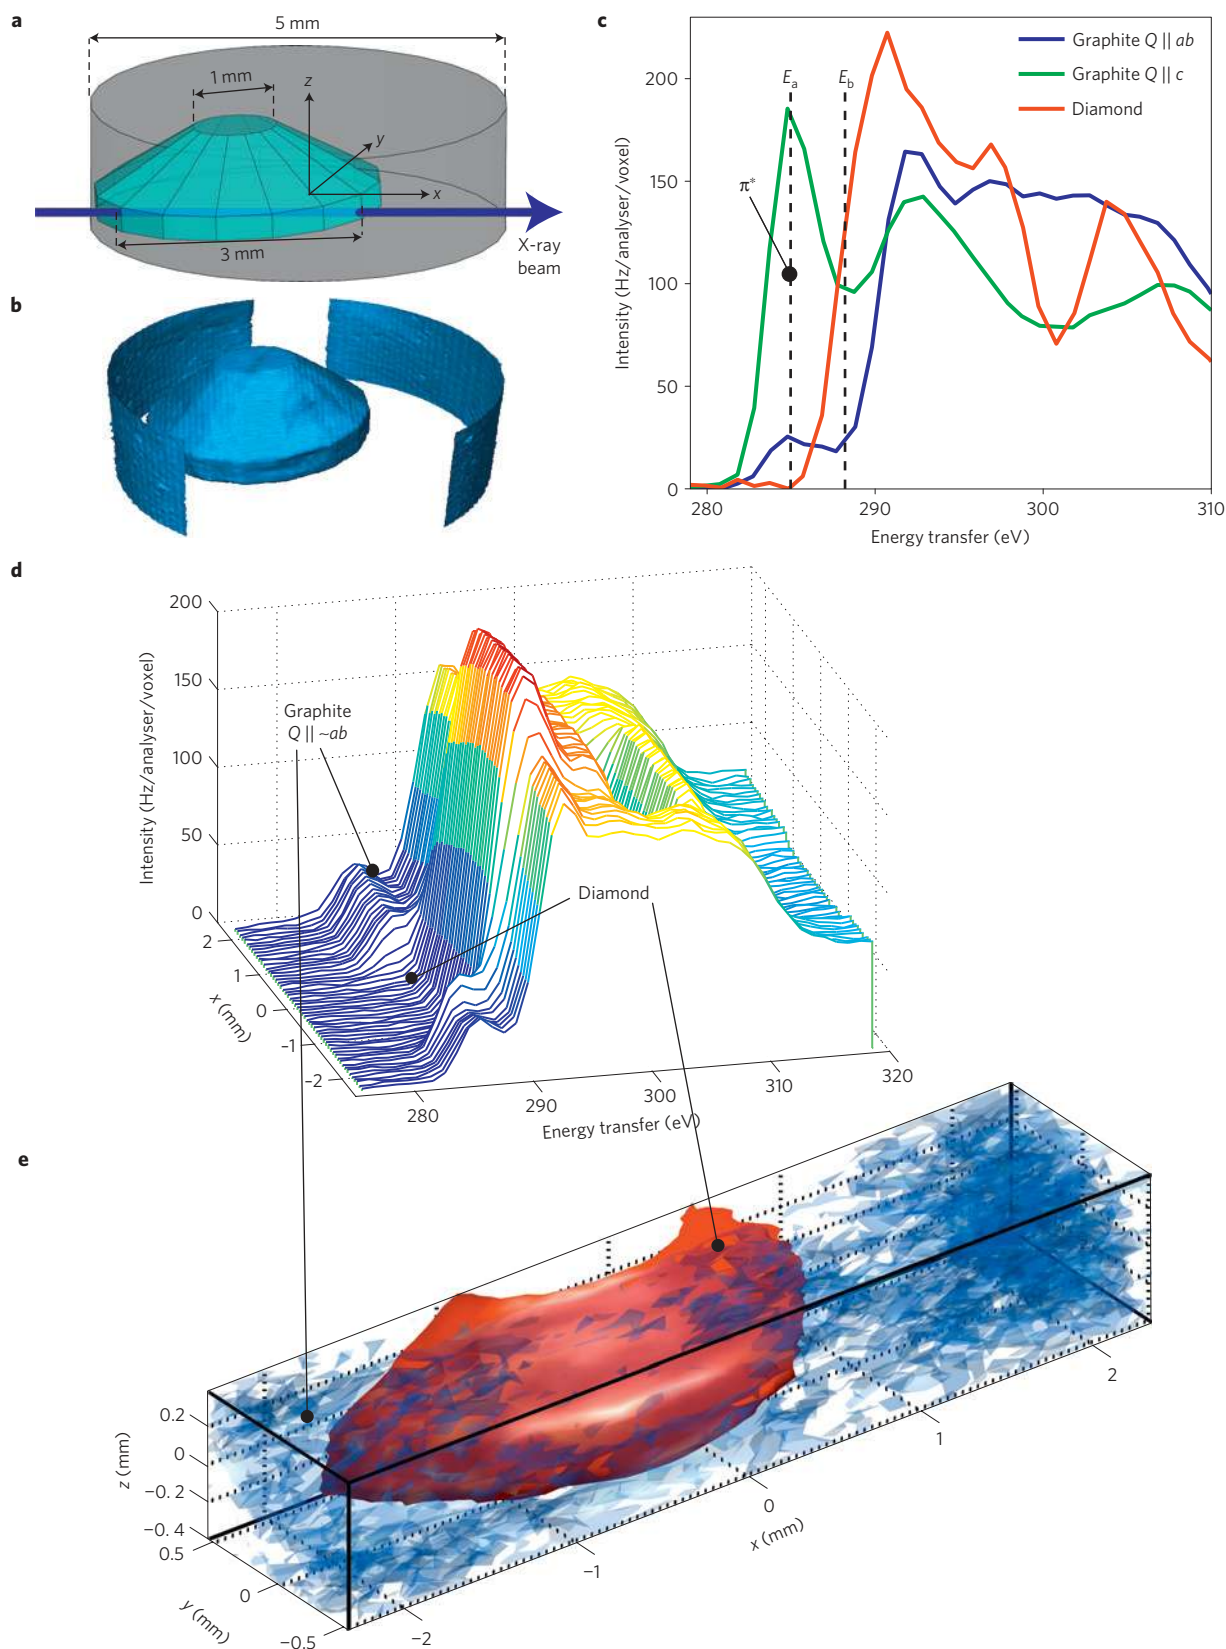 a
5 mm
1 mm
z
y
x
3 mm
X-ray
beam
b
c
Graphite Q || ab
Graphite Q || c
Diamond
Ea
Eb
π*
Intensity (Hz/analyser/voxel)
200
150
100
50
0
280
290
300
310
Energy transfer (eV)
d
Intensity (Hz/analyser/voxel)
200
150
100
50
0
Graphite
Q || ~ab
Diamond
2
1
0
−1
−2
x (mm)
280
290
300
310
320
Energy transfer (eV)
e
z (mm)
0.2
0
−0.2
−0.4
0.5
0
−0.5
y (mm)
−2
−1
0
1
2
x (mm)